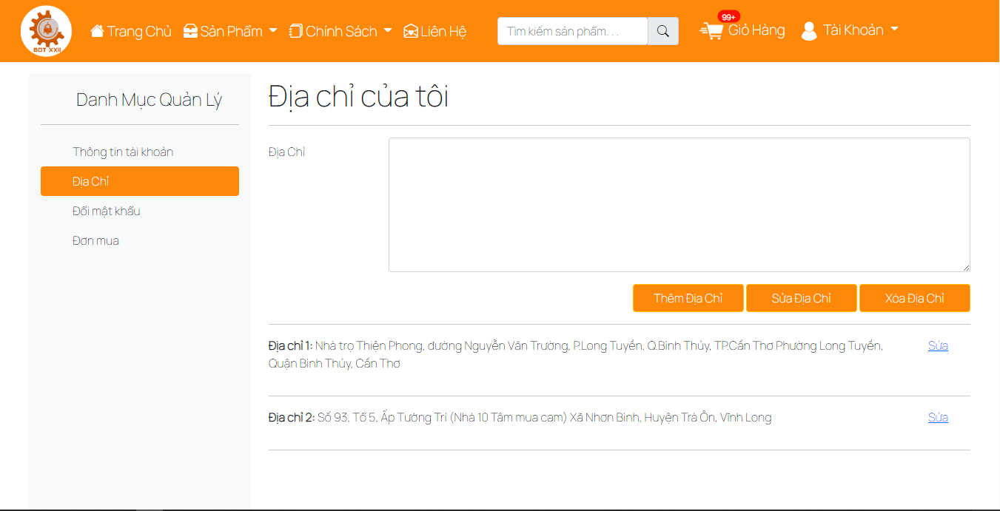 BDT XXII
Trang Chủ Sản Phẩm Chính Sách Liên Hệ Tìm kiếm sản phẩm. . . 99+ Giỏ Hàng Tài Khoản
Danh Mục Quản Lý
Thông tin tài khoản
Địa Chỉ
Đổi mật khẩu
Đơn mua
Địa chỉ của tôi
Địa Chỉ
Thêm Địa Chỉ Sửa Địa Chỉ Xóa Địa Chỉ
Địa chỉ 1: Nhà trọ Thiện Phong, đường Nguyễn Văn Trường, P.Long Tuyền, Q.Bình Thủy, TP.Cần Thơ Phường Long Tuyền, Sửa
Quận Bình Thủy, Cần Thơ
Địa chỉ 2: Số 93, Tổ 5, Ấp Tường Trí (Nhà 10 Tâm mua cam) Xã Nhơn Bình, Huyện Trà Ôn, Vĩnh Long Sửa